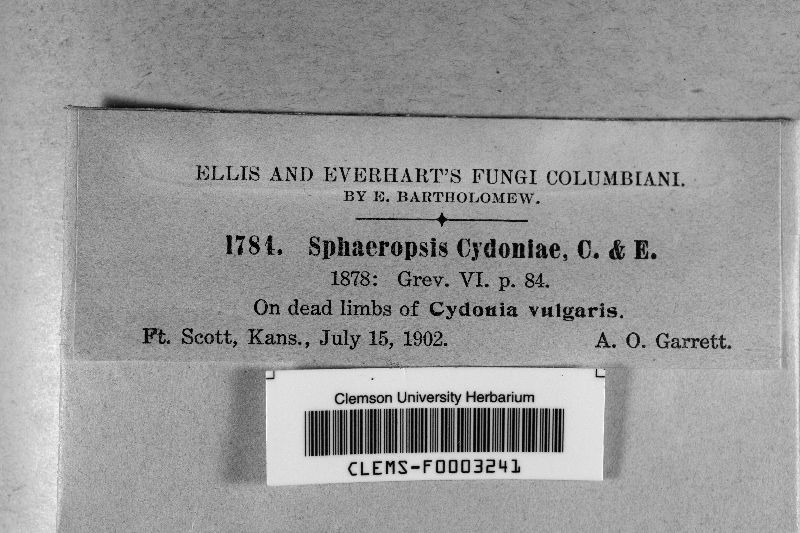 ELLIS AND EVERHART'S FUNGI COLUMBIANI.
BY E. BARTHOLOMEW.
1784. Sphaeropsis Cydoniae, C. & E.
1878: Grev. VI. p. 84.
On dead limbs of Cydonia vulgaris.
Ft. Scott, Kans., July 15, 1902. A. O. Garrett.
Clemson University Herbarium
CLEMS-F0003241